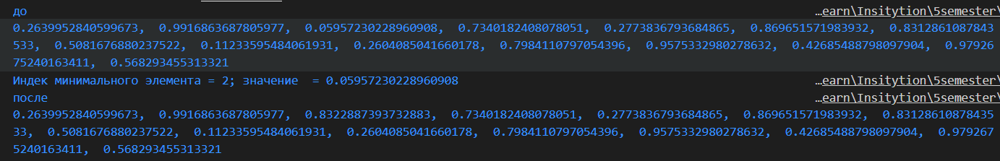 до …earn\Insitytion\5semester\
0.2639952840599673, 0.9916863687805977, 0.05957230228960908, 0.7340182408078051, 0.2773836793684865, 0.869651571983932, 0.8312861087843
533, 0.5081676880237522, 0.11233595484061931, 0.2604085041660178, 0.7984110797054396, 0.9575332980278632, 0.42685488798097904, 0.97926
75240163411, 0.568293455313321
Индек минимального элемента = 2; значение = 0.05957230228960908 …earn\Insitytion\5semester\
после …earn\Insitytion\5semester\
0.2639952840599673, 0.9916863687805977, 0.8322887393732883, 0.7340182408078051, 0.2773836793684865, 0.869651571983932, 0.83128610878435
33, 0.5081676880237522, 0.11233595484061931, 0.2604085041660178, 0.7984110797054396, 0.9575332980278632, 0.42685488798097904, 0.979267
5240163411, 0.568293455313321